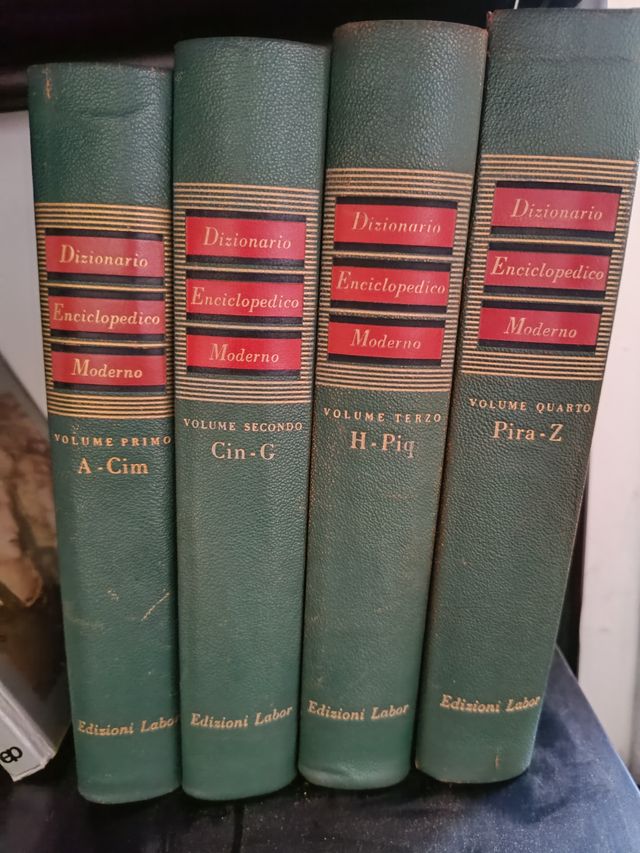 Dizionario
Enciclopedico
Moderno
VOLUME PRIMO
A - Cim
Edizioni Labor
Dizionario
Enciclopedico
Moderno
VOLUME SECONDO
Cin - G
Edizioni Labor
Dizionario
Enciclopedico
Moderno
VOLUME TERZO
H - Piq
Edizioni Labor
Dizionario
Enciclopedico
Moderno
VOLUME QUARTO
Pira - Z
Edizioni Labor